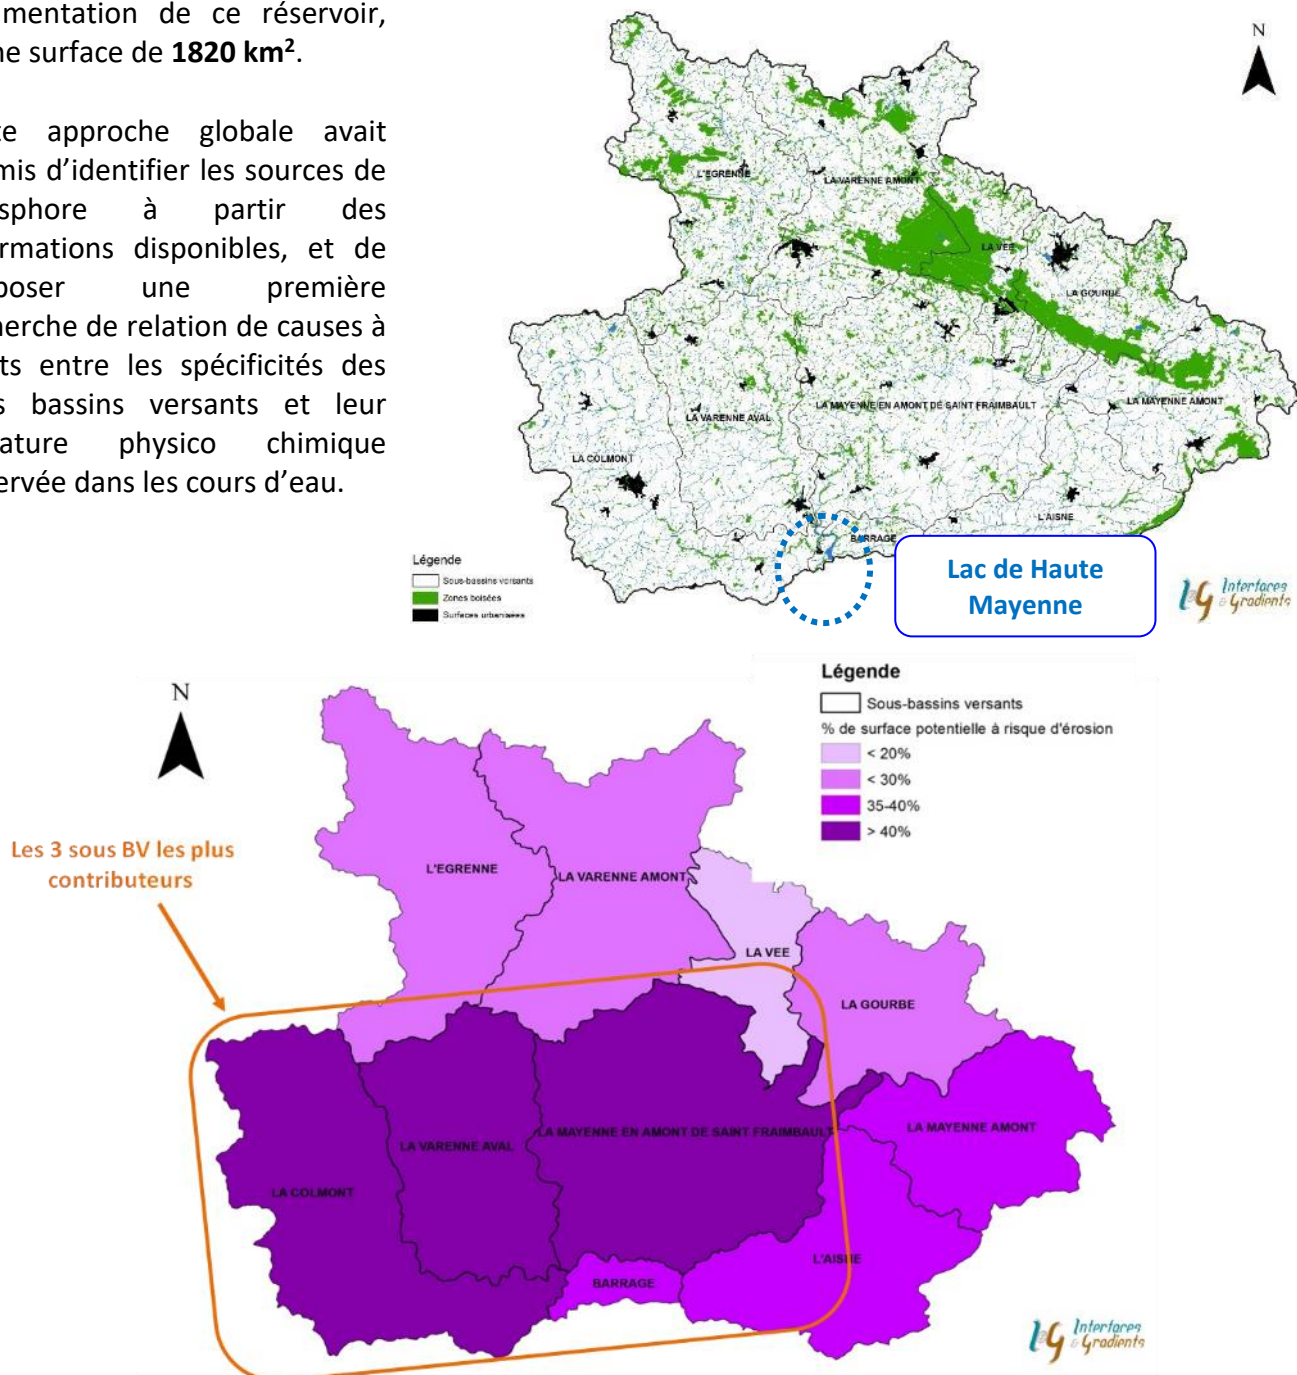 mentation de ce réservoir,
ne surface de 1820 km².
te approche globale avait
mis d’identifier les sources de
sphore à partir des
rmations disponibles, et de
poser une première
erche de relation de causes à
ts entre les spécificités des
s bassins versants et leur
ature physico chimique
ervée dans les cours d’eau.
N
L'EGRENNE
LA VARENNE AMONT
LA VEE
LA GOURBE
LA VARENNE AVAL
LA MAYENNE EN AMONT DE SAINT FRAIMBAULT
LA MAYENNE AMONT
LA COLMONT
L'AISNE
BARRAGE
Légende
Sous-bassins versants
Zones boisées
Surfaces urbanisées
Lac de Haute
Mayenne
Interfaces
& Gradients
N
Légende
Sous-bassins versants
% de surface potentielle à risque d'érosion
< 20%
< 30%
35-40%
> 40%
Les 3 sous BV les plus
contributeurs
L'EGRENNE
LA VARENNE AMONT
LA VEE
LA GOURBE
LA MAYENNE AMONT
LA MAYENNE EN AMONT DE SAINT FRAIMBAULT
LA VARENNE AVAL
LA COLMONT
L'AISNE
BARRAGE
Interfaces
& Gradients